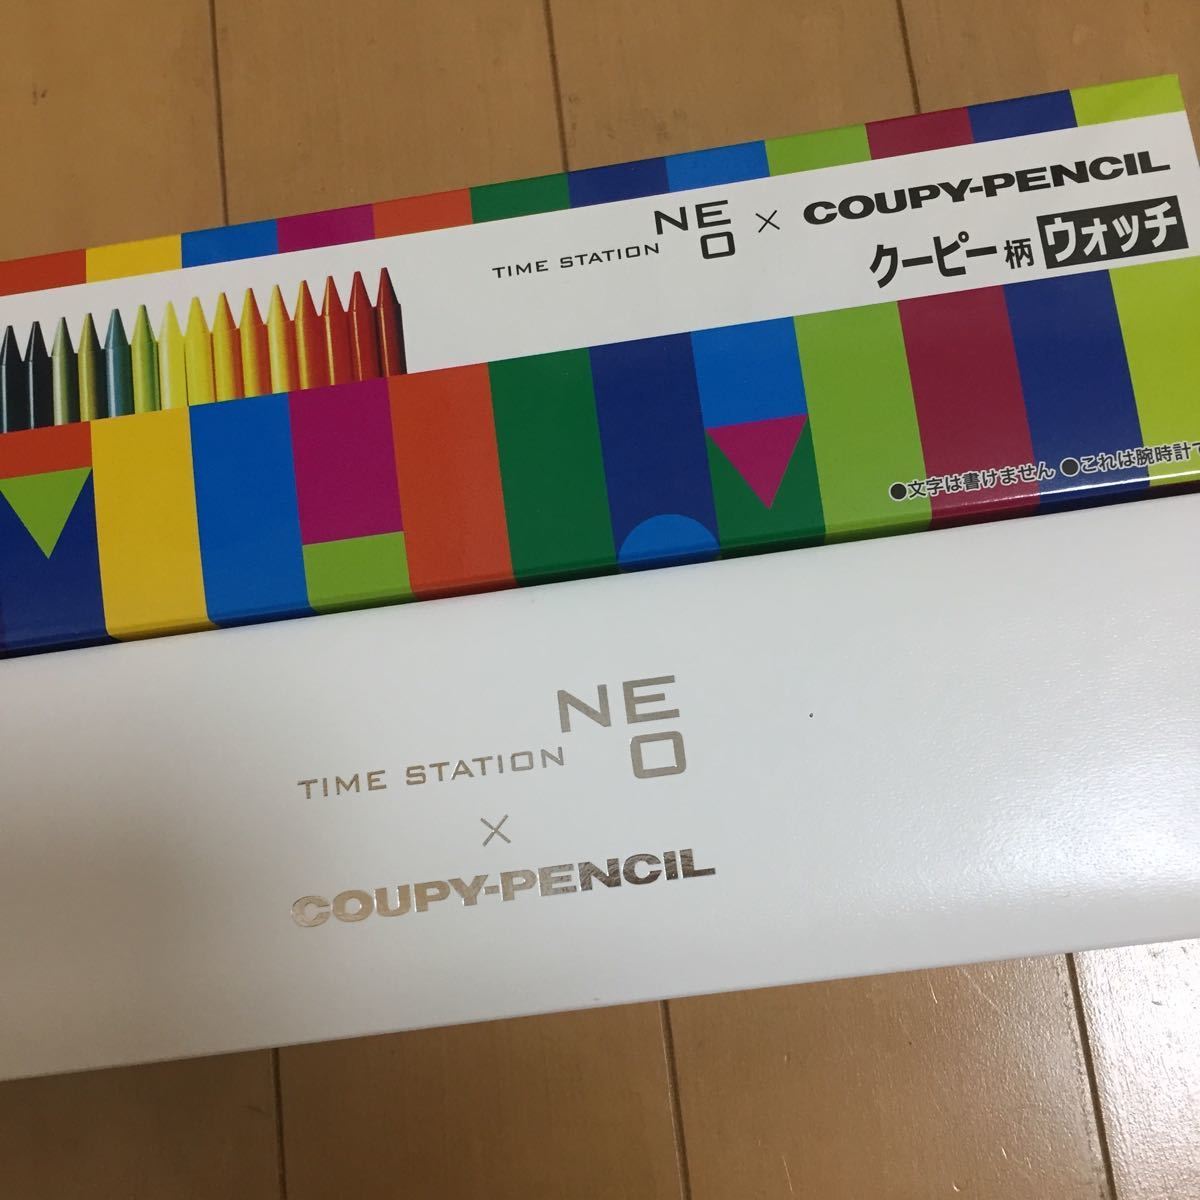 TIME STATION NEO × COUPY-PENCIL
クーピー柄ウォッチ
●文字は書けません ●これは腕時計で
TIME STATION NEO
×
COUPY-PENCIL